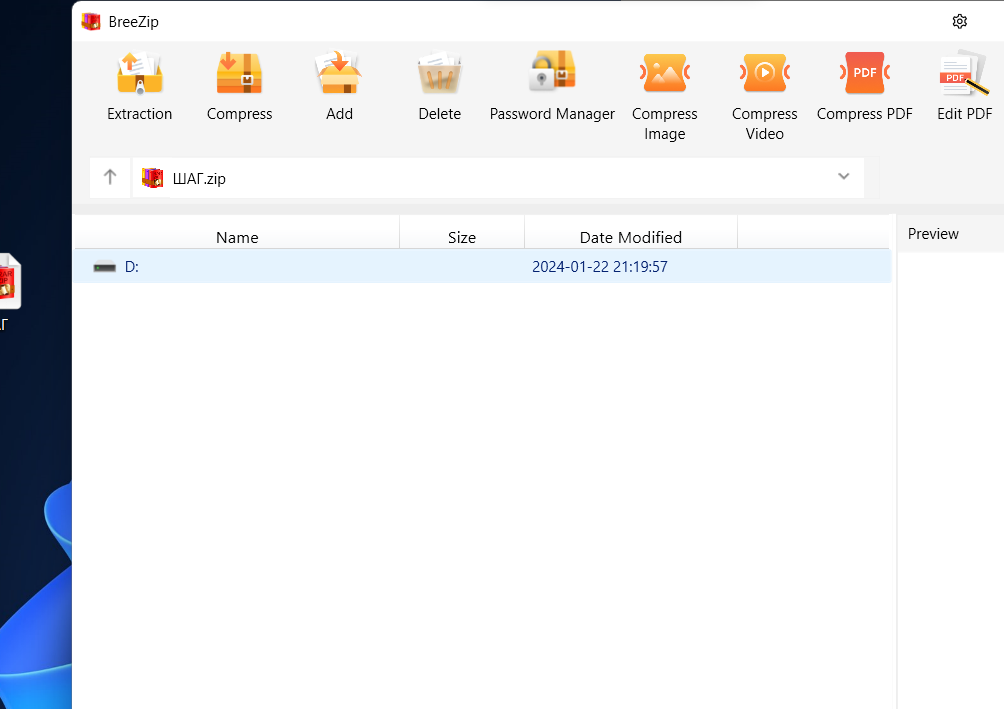 BreeZip
Extraction
Compress
Add
Delete
Password Manager
Compress
Image
Compress
Video
Compress PDF
Edit PDF
PDF
PDF
ШАГ.zip
Name
Size
Date Modified
Preview
D:
2024-01-22 21:19:57